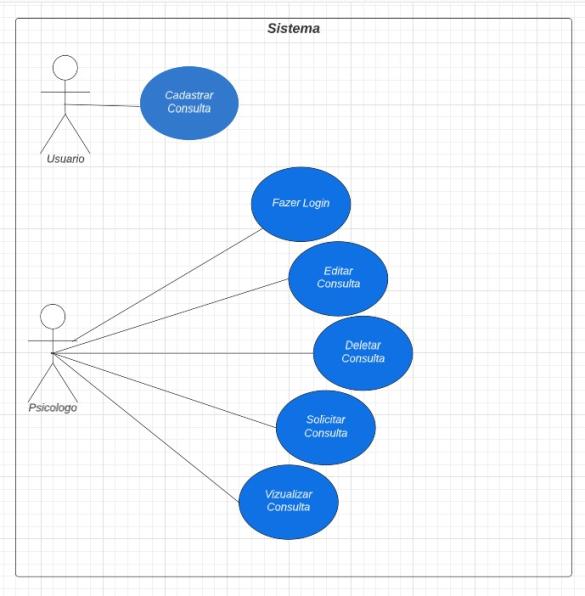 Sistema
Cadastrar
Consulta
Usuario
Fazer Login
Editar
Consulta
Deletar
Consulta
Psicologo
Solicitar
Consulta
Vizualizar
Consulta